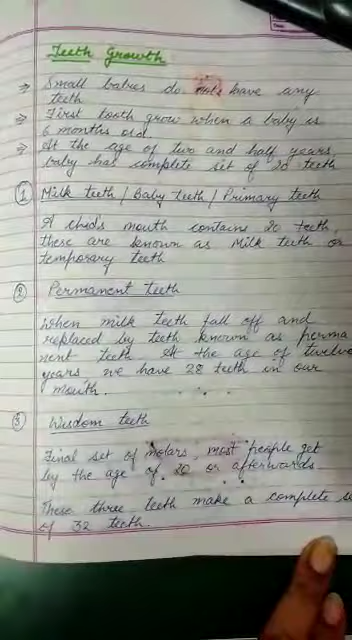 Teeth Growth
⇒ Small babies do not have any
teeth
⇒ First tooth grow when a baby is
6 months old.
⇒ At the age of two and half years
baby has complete set of 20 teeth
① Milk teeth / Baby teeth / Primary teeth
A child's mouth contains 20 teeth,
these are known as Milk teeth or
temporary teeth
② Permanent teeth
When milk teeth fall off and
replaced by teeth known as perma
nent teeth At the age of twelve
years we have 28 teeth in our
mouth.
③ Wisdom teeth
Final set of molars most people get
by the age of 20 or afterwards
These three teeth make a complete
of 32 teeth.